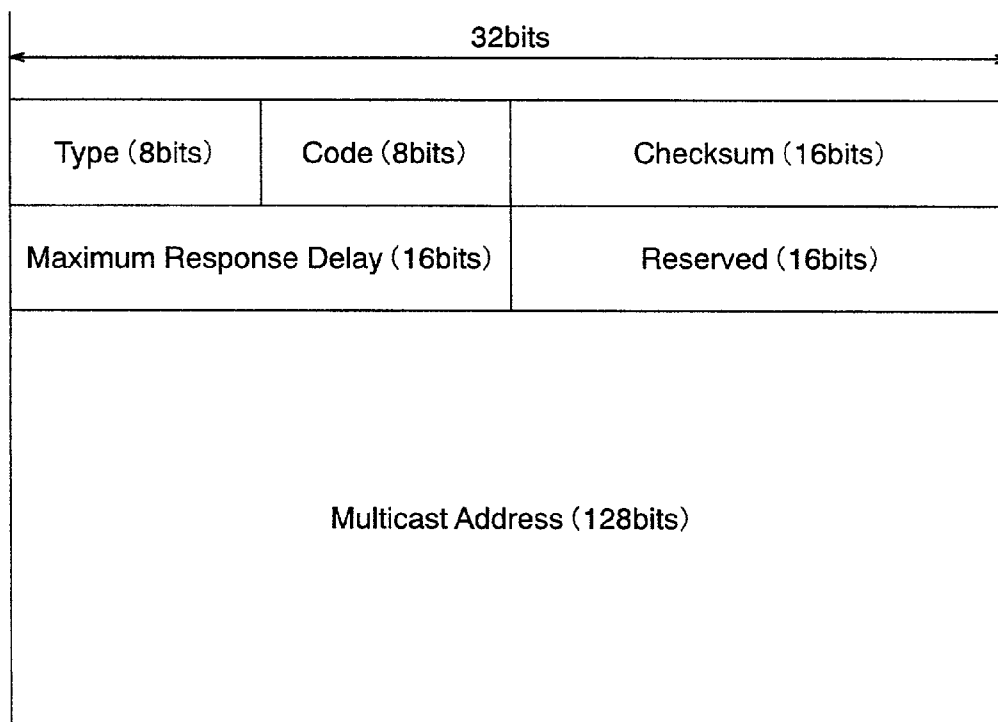 32bits
Type (8bits) Code (8bits) Checksum (16bits)
Maximum Response Delay (16bits) Reserved (16bits)
Multicast Address (128bits)